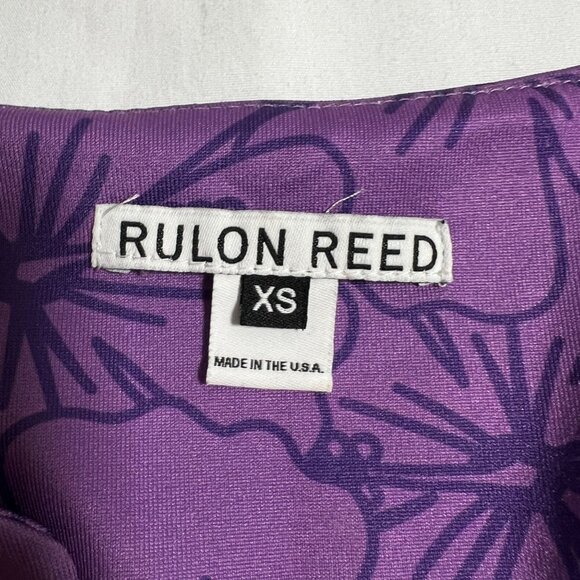 RULON REED
XS
MADE IN THE U.S.A.